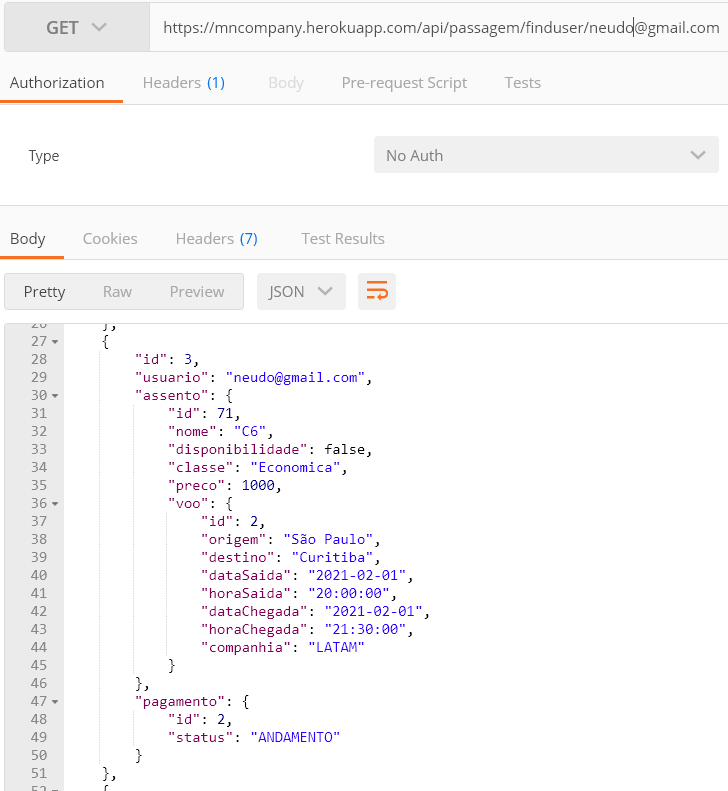 GET https://mncompany.herokuapp.com/api/passagem/finduser/neudo@gmail.com
Authorization Headers (1) Body Pre-request Script Tests
Type No Auth
Body Cookies Headers (7) Test Results
Pretty Raw Preview JSON
26 },
27 {
28 "id": 3,
29 "usuario": "neudo@gmail.com",
30 "assento": {
31 "id": 71,
32 "nome": "C6",
33 "disponibilidade": false,
34 "classe": "Economica",
35 "preco": 1000,
36 "voo": {
37 "id": 2,
38 "origem": "São Paulo",
39 "destino": "Curitiba",
40 "dataSaida": "2021-02-01",
41 "horaSaida": "20:00:00",
42 "dataChegada": "2021-02-01",
43 "horaChegada": "21:30:00",
44 "companhia": "LATAM"
45 }
46 },
47 "pagamento": {
48 "id": 2,
49 "status": "ANDAMENTO"
50 }
51 },
52 {